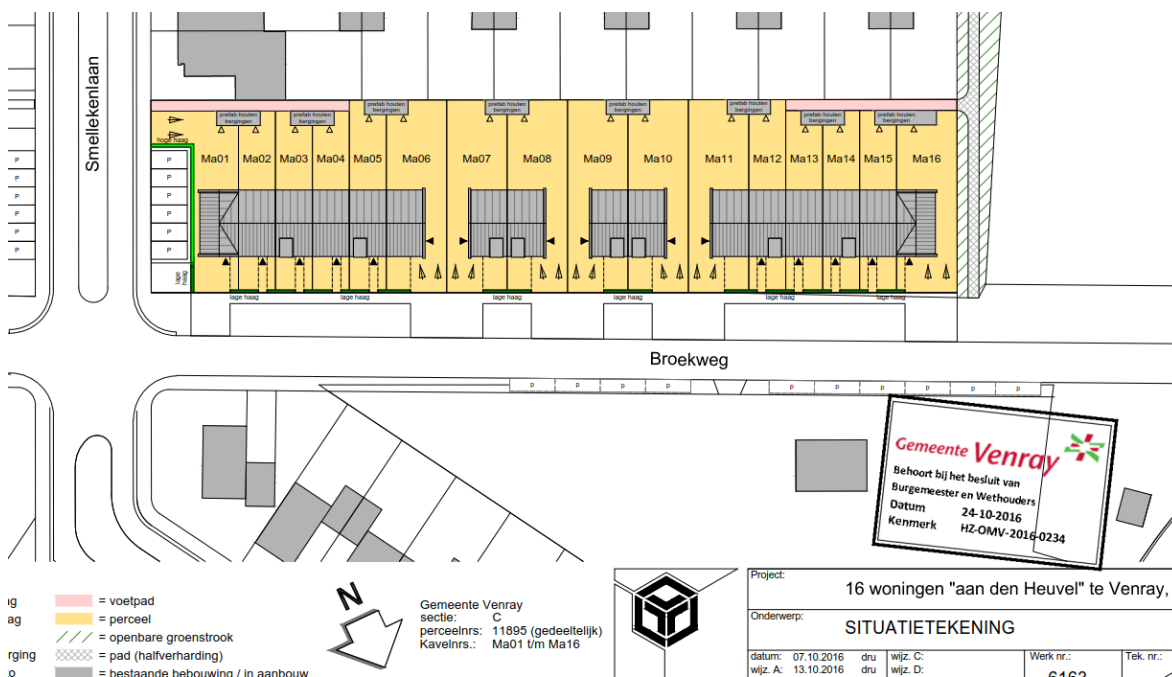 Smellekenlaan
prefab houten
bergingen
prefab houten
bergingen
prefab houten
bergingen
prefab houten
bergingen
prefab houten
bergingen
prefab houten
bergingen
prefab houten
bergingen
prefab houten
bergingen
hoge haag
Ma01 Ma02 Ma03 Ma04 Ma05 Ma06 Ma07 Ma08 Ma09 Ma10 Ma11 Ma12 Ma13 Ma14 Ma15 Ma16
P P
P P
P P
P P
P P
P P
lage
haag
lage haag lage haag lage haag lage haag lage haag lage haag
Broekweg
p p p p p p p p p p
Gemeente Venray
Behoort bij het besluit van
Burgemeester en Wethouders
Datum 24-10-2016
Kenmerk HZ-OMV-2016-0234
= voetpad
= perceel
= openbare groenstrook
= pad (halfverharding)
= bestaande bebouwing / in aanbouw
N
Gemeente Venray
sectie: C
perceelnrs: 11895 (gedeeltelijk)
Kavelnrs.: Ma01 t/m Ma16
Project:
16 woningen "aan den Heuvel" te Venray,
Onderwerp:
SITUATIETEKENING
datum: 07.10.2016 dru wijz. C:
wijz. A: 13.10.2016 dru wijz. D:
Werk nr.:
Tek. nr.: